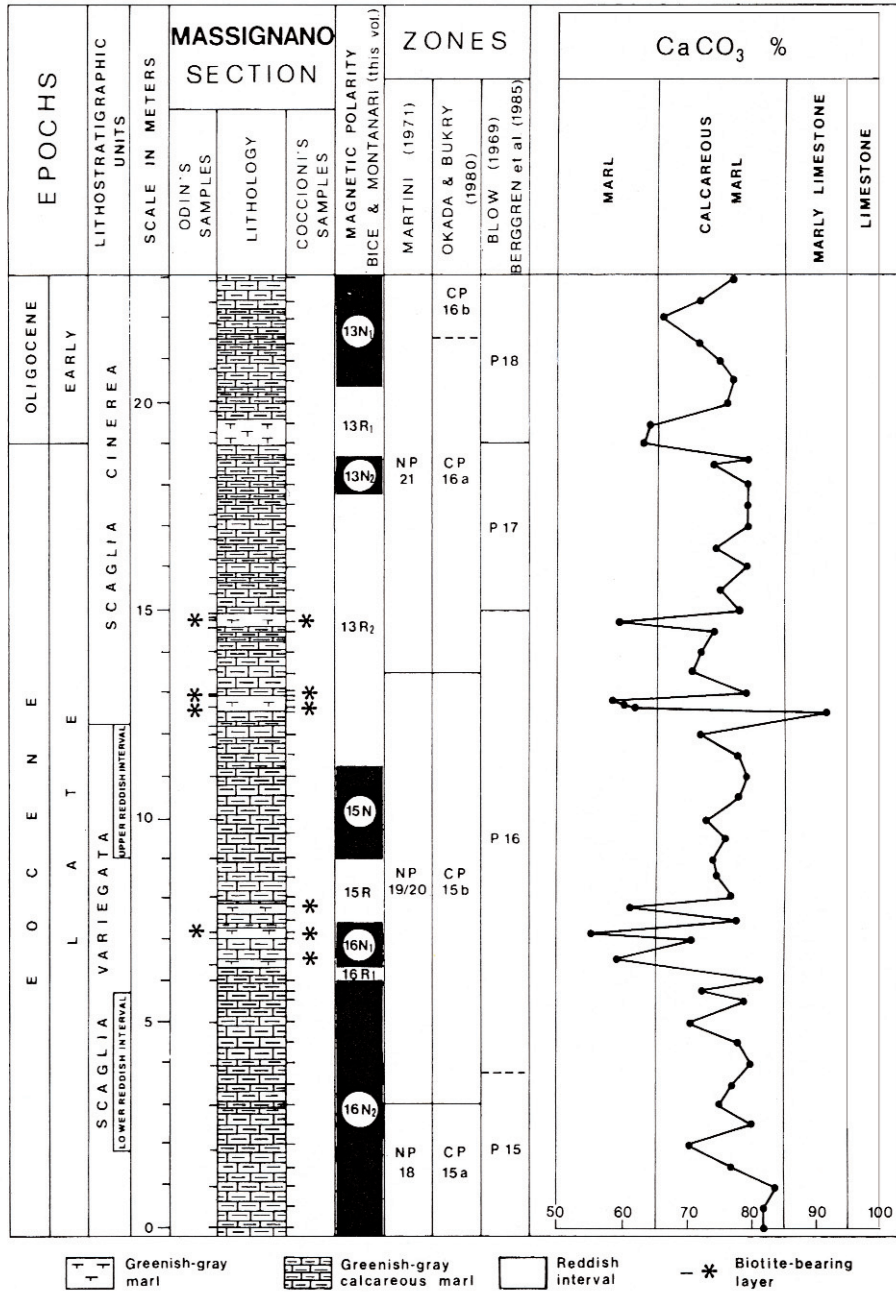 MASSIGNANO
SECTION
ZONES
CaCO₃ %
EPOCHS
LITHOSTRATIGRAPHIC
UNITS
SCALE IN METERS
ODIN'S
SAMPLES
LITHOLOGY
COCCIONI'S
SAMPLES
MAGNETIC POLARITY
BICE & MONTANARI (this vol.)
MARTINI (1971)
OKADA & BUKRY
(1980)
BLOW (1969)
BERGGREN et al (1985)
MARL
CALCAREOUS
MARL
MARLY LIMESTONE
LIMESTONE
OLIGOCENE
EARLY
EOCENE
LATE
SCAGLIA CINEREA
SCAGLIA VARIEGATA
UPPER REDDISH INTERVAL
LOWER REDDISH INTERVAL
20
15
10
5
0
13N₁
13R₁
13N₂
13R₂
15N
15R
16N₁
16R₁
16N₂
NP
21
NP
19/20
NP
18
CP
16b
CP
16a
CP
15b
CP
15a
P18
P17
P16
P15
50 60 70 80 90 100
Greenish-gray
marl
Greenish-gray
calcareous marl
Reddish
interval
Biotite-bearing
layer